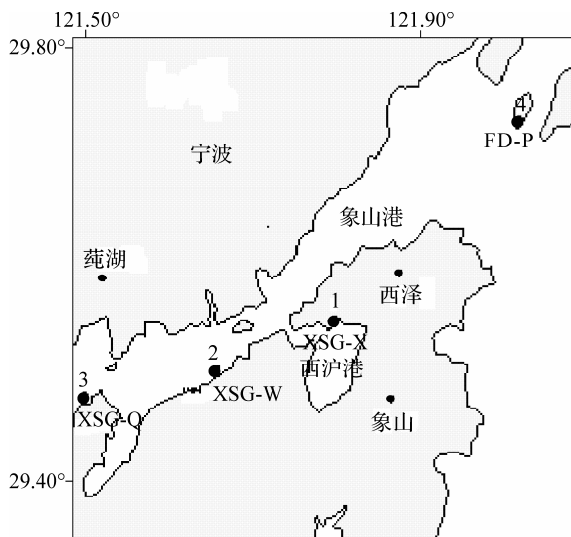 121.50°
121.90°
29.80°
4
FD-P
宁波
象山港
莼湖
西泽
1
XSG-X
西沪港
2
XSG-W
3
XSG-Q
象山
29.40°